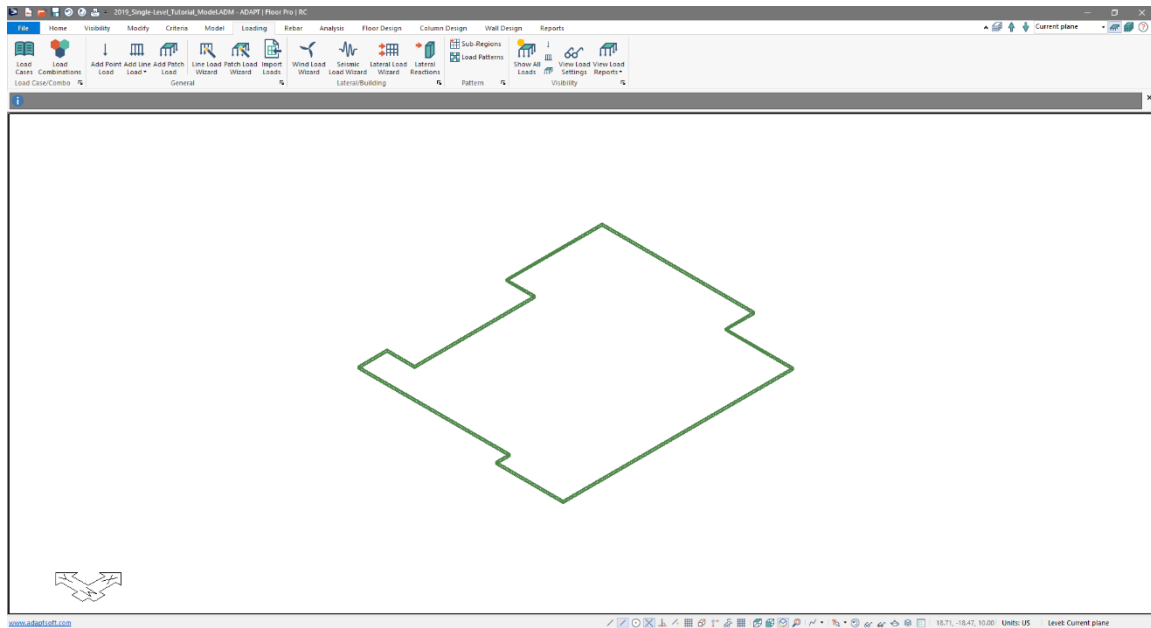 2019_Single-Level_Tutorial_Model.ADM - ADAPT | Floor Pro | RC
File Home Visibility Modify Criteria Model Loading Rebar Analysis Floor Design Column Design Wall Design Reports Current plane
Load Cases
Load Combinations
Load Case/Combo
Add Point Load
Add Line Load
Add Patch Load
Line Load Wizard
Patch Load Wizard
Import Loads
General
Wind Load Wizard
Seismic Load Wizard
Lateral Load Wizard
Lateral Reactions
Lateral/Building
Sub-Regions
Load Patterns
Pattern
Show All Loads
View Load Settings
View Load Reports
Visibility
www.adaptsoft.com
18.71, -18.47, 10.00 Units: US Level: Current plane